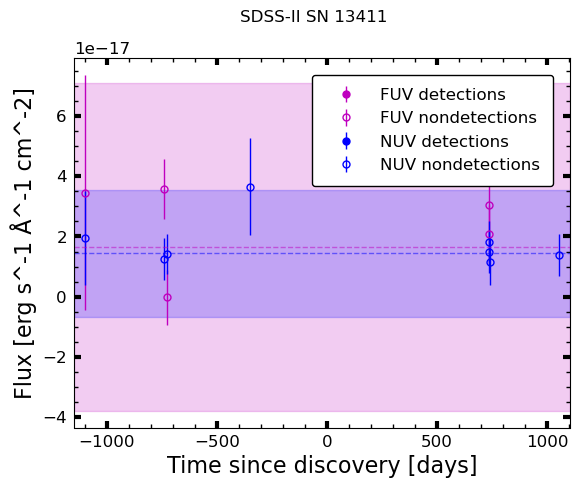 SDSS-II SN 13411
1e−17
FUV detections
FUV nondetections
NUV detections
NUV nondetections
6
4
2
0
−2
−4
Flux [erg s^-1 Å^-1 cm^-2]
−1000
−500
0
500
1000
Time since discovery [days]